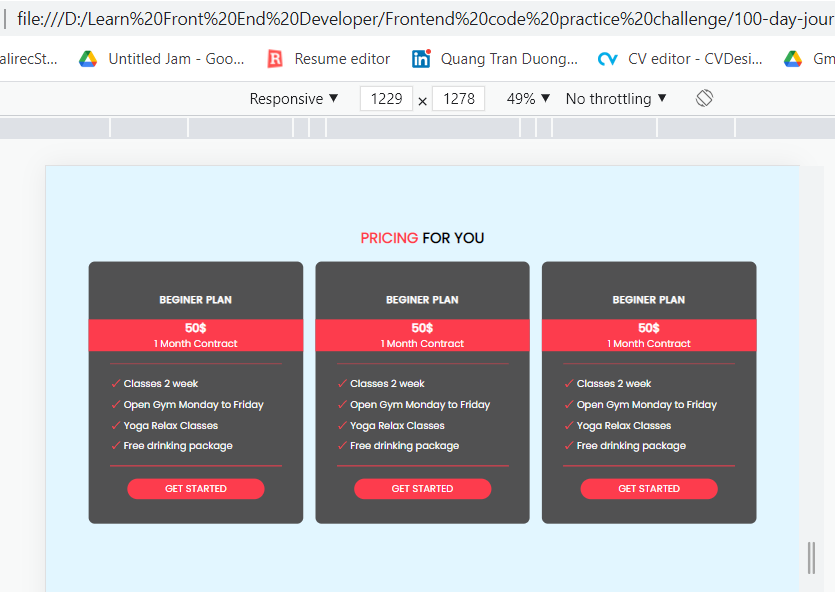 file:///D:/Learn%20Front%20End%20Developer/Frontend%20code%20practice%20challenge/100-day-jour
alirecSt... Untitled Jam - Goo... Resume editor Quang Tran Duong... CV editor - CVDesi... Gm
Responsive ▼ 1229 × 1278 49% ▼ No throttling ▼
PRICING FOR YOU
BEGINER PLAN BEGINER PLAN BEGINER PLAN
50$ 50$ 50$
1 Month Contract 1 Month Contract 1 Month Contract
✓ Classes 2 week ✓ Classes 2 week ✓ Classes 2 week
✓ Open Gym Monday to Friday ✓ Open Gym Monday to Friday ✓ Open Gym Monday to Friday
✓ Yoga Relax Classes ✓ Yoga Relax Classes ✓ Yoga Relax Classes
✓ Free drinking package ✓ Free drinking package ✓ Free drinking package
GET STARTED GET STARTED GET STARTED